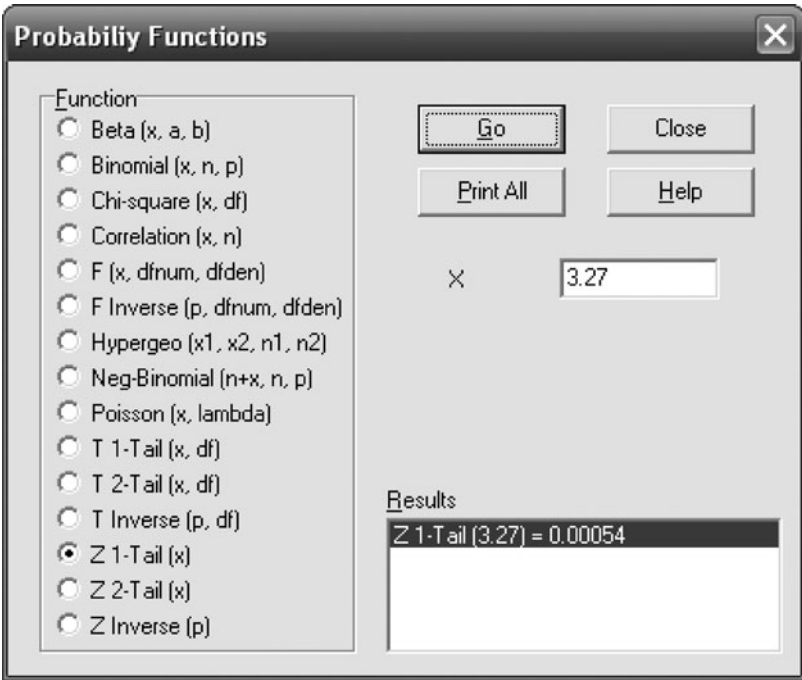 Probabiliy Functions
Function
Beta (x, a, b)
Binomial (x, n, p)
Chi-square (x, df)
Correlation (x, n)
F (x, dfnum, dfden)
F Inverse (p, dfnum, dfden)
Hypergeo (x1, x2, n1, n2)
Neg-Binomial (n+x, n, p)
Poisson (x, lambda)
T 1-Tail (x, df)
T 2-Tail (x, df)
T Inverse (p, df)
Z 1-Tail (x)
Z 2-Tail (x)
Z Inverse (p)
Go
Close
Print All
Help
X
3.27
Results
Z 1-Tail (3.27) = 0.00054